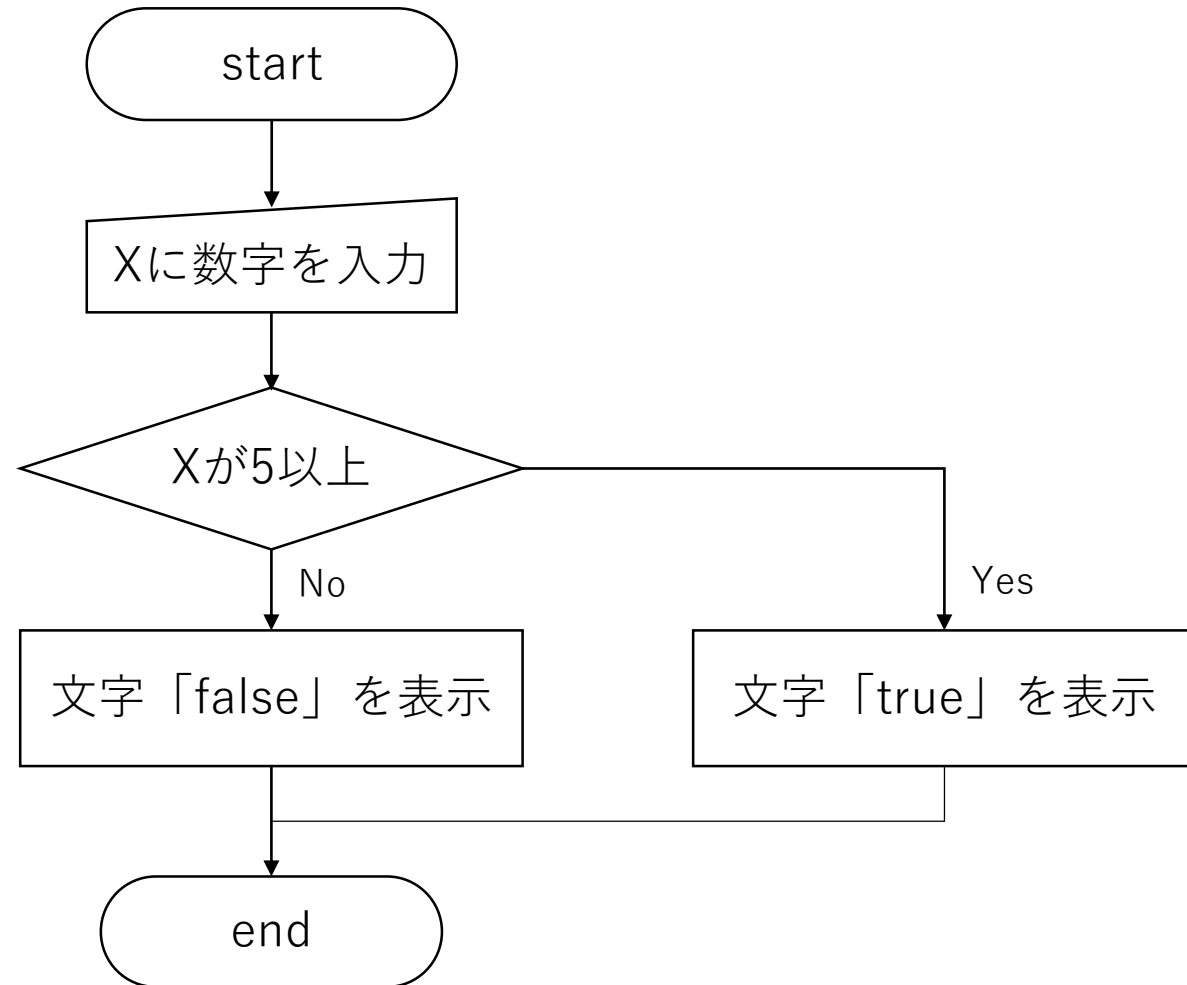 start
Xに数字を入力
Xが5以上
No
Yes
文字「false」を表示
文字「true」を表示
end